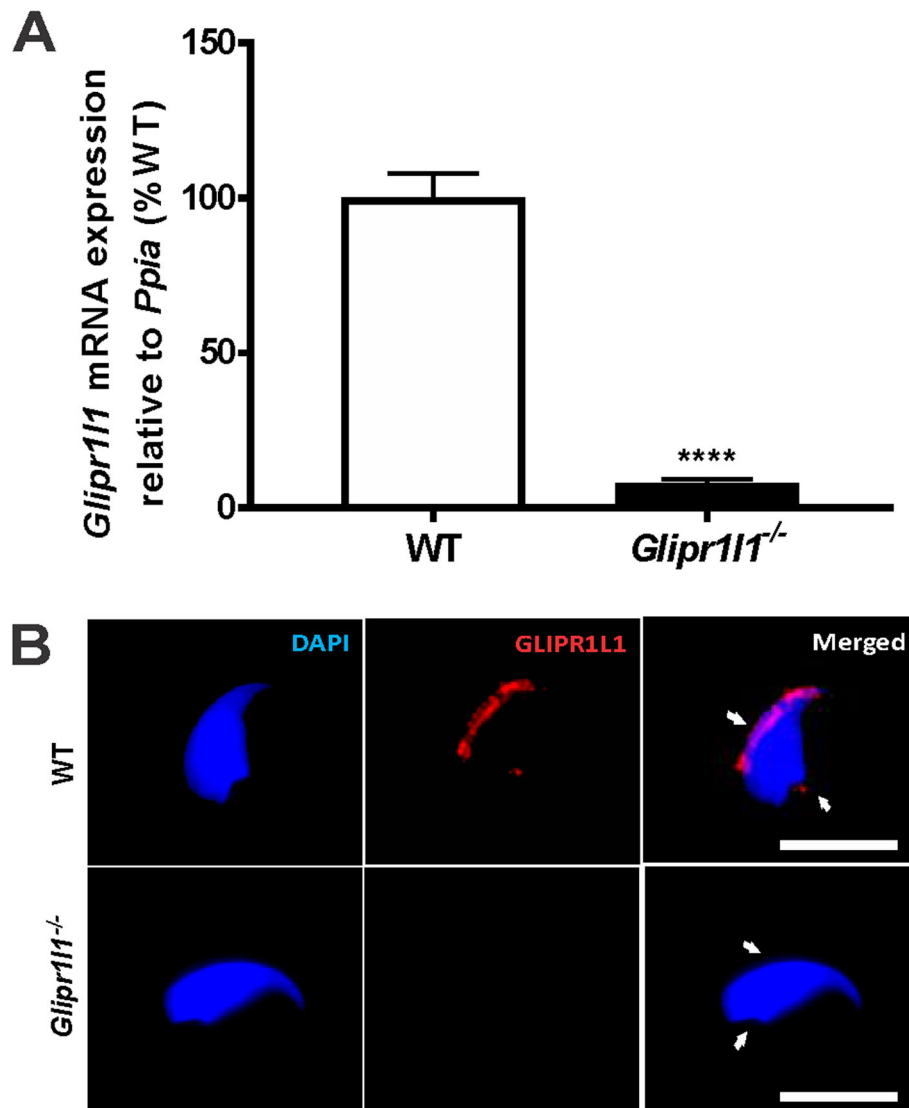 A
Glipr1l1 mRNA expression
relative to Ppia (%WT)
150
100
50
0
****
WT
Glipr1l1-/-
B
DAPI
GLIPR1L1
Merged
WT
Glipr1l1-/-